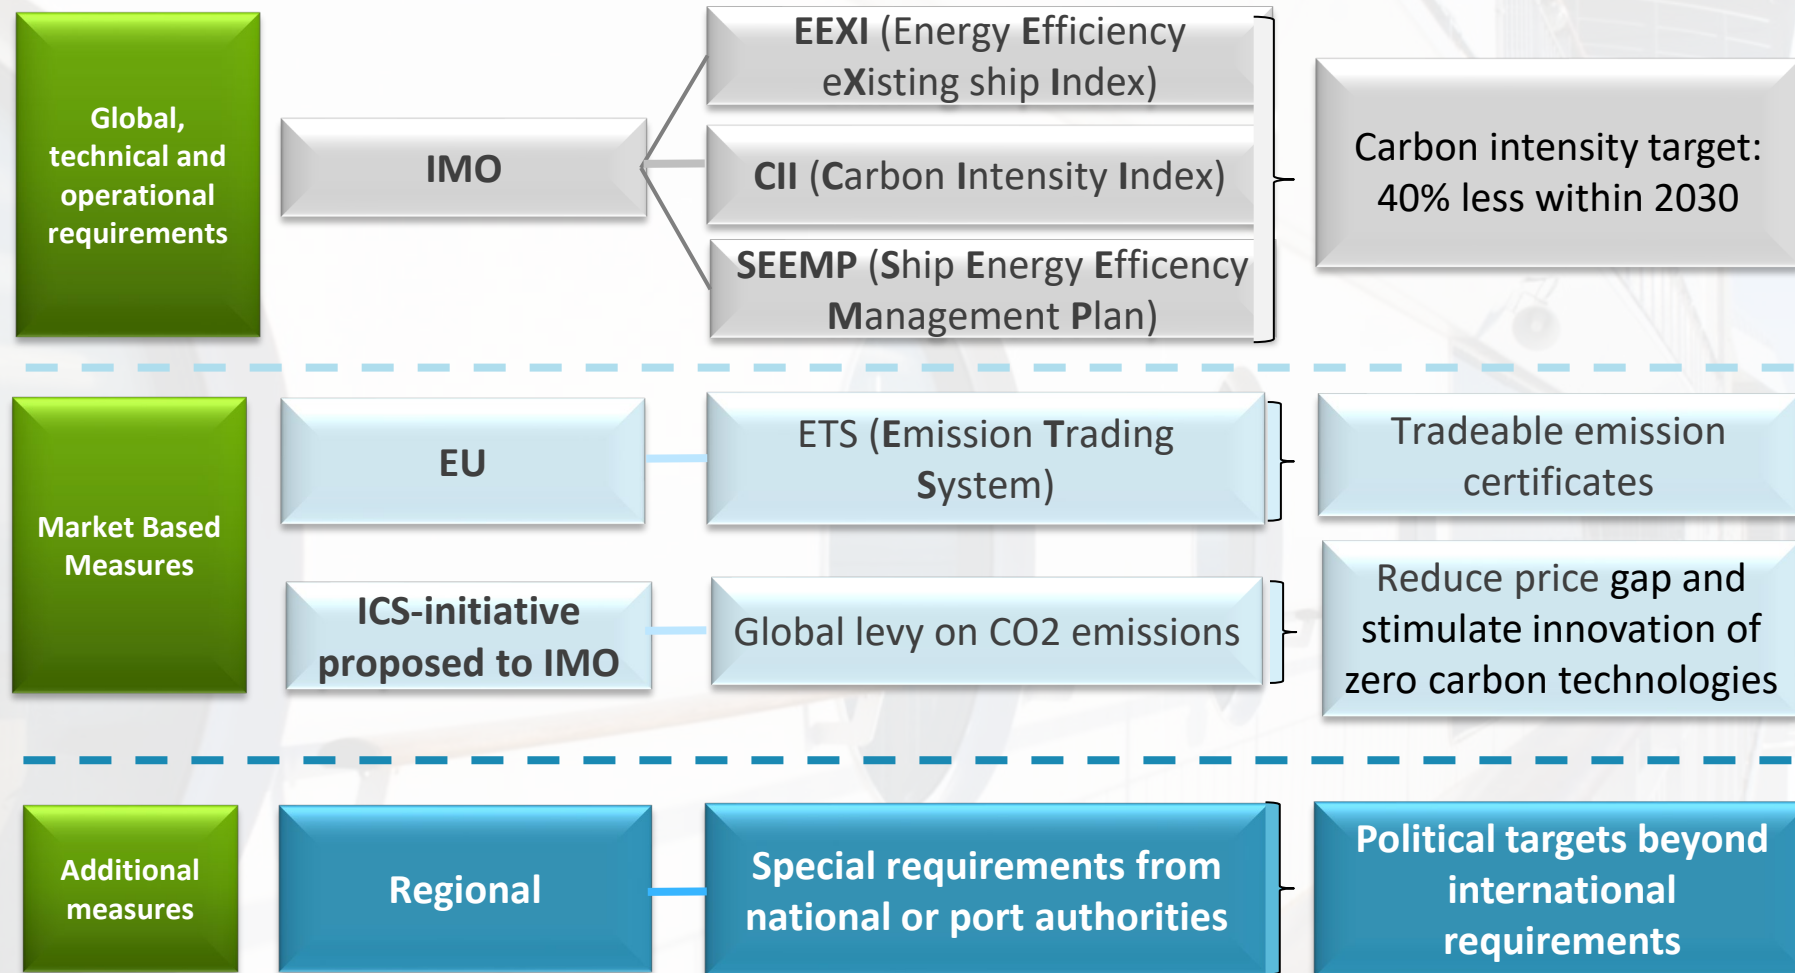 Global,
technical and
operational
requirements
IMO
EEXI (Energy Efficiency
eXisting ship Index)
CII (Carbon Intensity Index)
SEEMP (Ship Energy Efficency
Management Plan)
Carbon intensity target:
40% less within 2030
Market Based
Measures
EU
ETS (Emission Trading
System)
Tradeable emission
certificates
ICS-initiative
proposed to IMO
Global levy on CO2 emissions
Reduce price gap and
stimulate innovation of
zero carbon technologies
Additional
measures
Regional
Special requirements from
national or port authorities
Political targets beyond
international
requirements